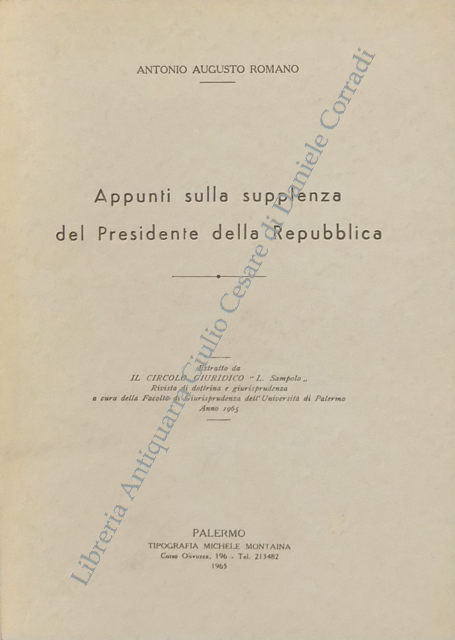 ANTONIO AUGUSTO ROMANO
Appunti sulla supplenza
del Presidente della Repubblica
Estratto da
IL CIRCOLO GIURIDICO "L. Sampolo„
Rivista di dottrina e giurisprudenza
a cura della Facoltà di Giurisprudenza dell'Università di Palermo
Anno 1965
PALERMO
TIPOGRAFIA MICHELE MONTAINA
Corso Olivuzza, 196 - Tel. 213482
1965
Libreria Antiquaria Giulio Cesare di Daniele Corradi